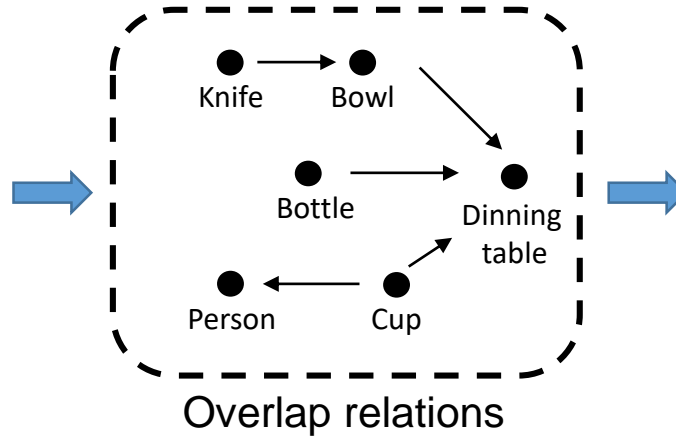 Knife
Bowl
Bottle
Dinning
table
Person
Cup
Overlap relations